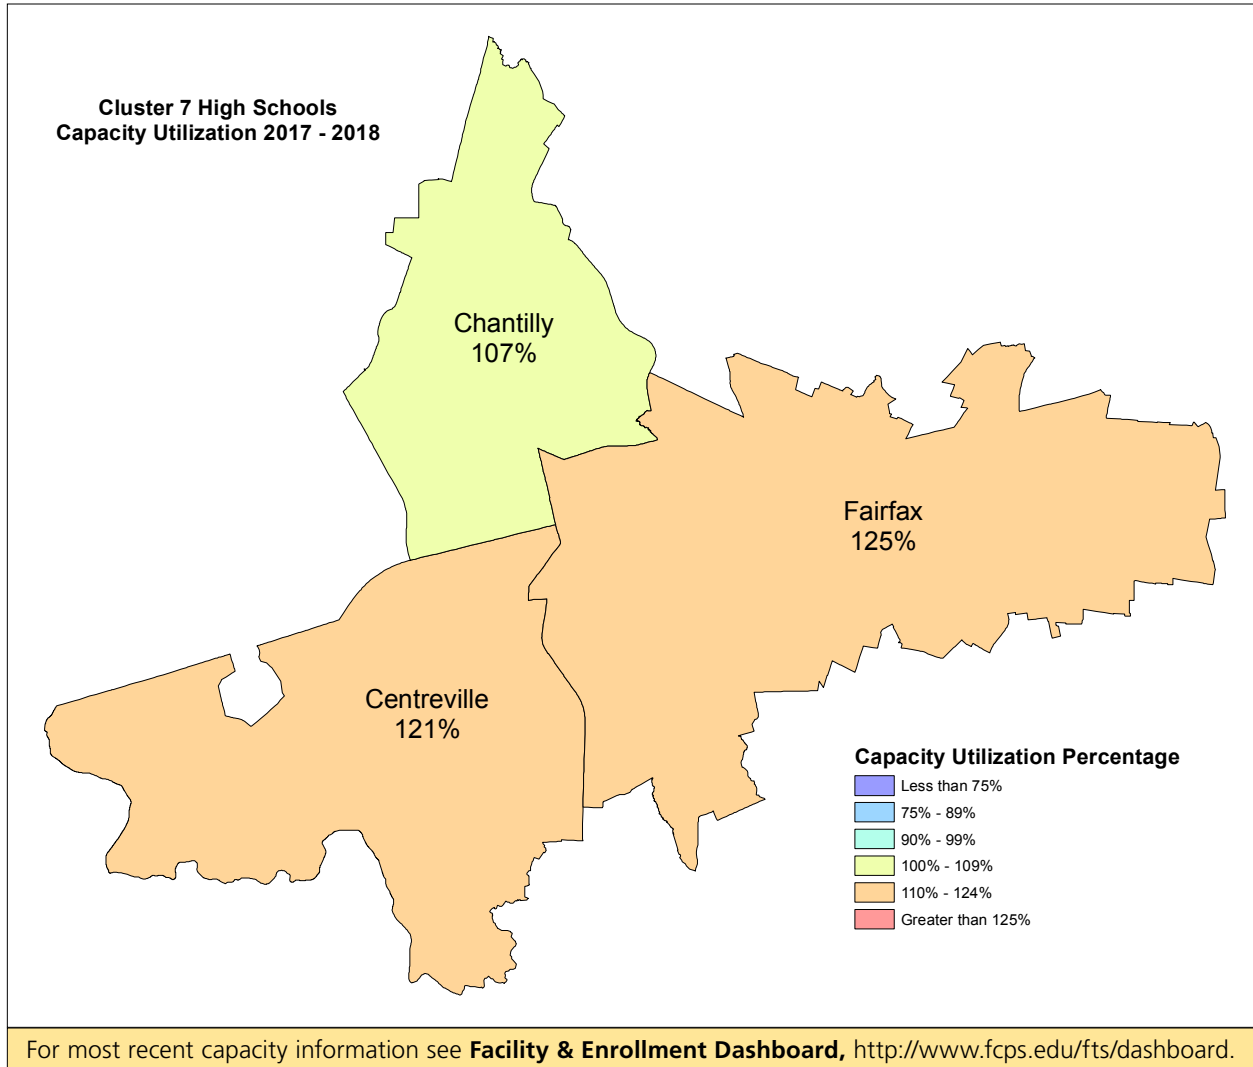 Cluster 7 High Schools
Capacity Utilization 2017 - 2018
Chantilly
107%
Fairfax
125%
Centreville
121%
Capacity Utilization Percentage
Less than 75%
75% - 89%
90% - 99%
100% - 109%
110% - 124%
Greater than 125%
For most recent capacity information see Facility & Enrollment Dashboard, http://www.fcps.edu/fts/dashboard.